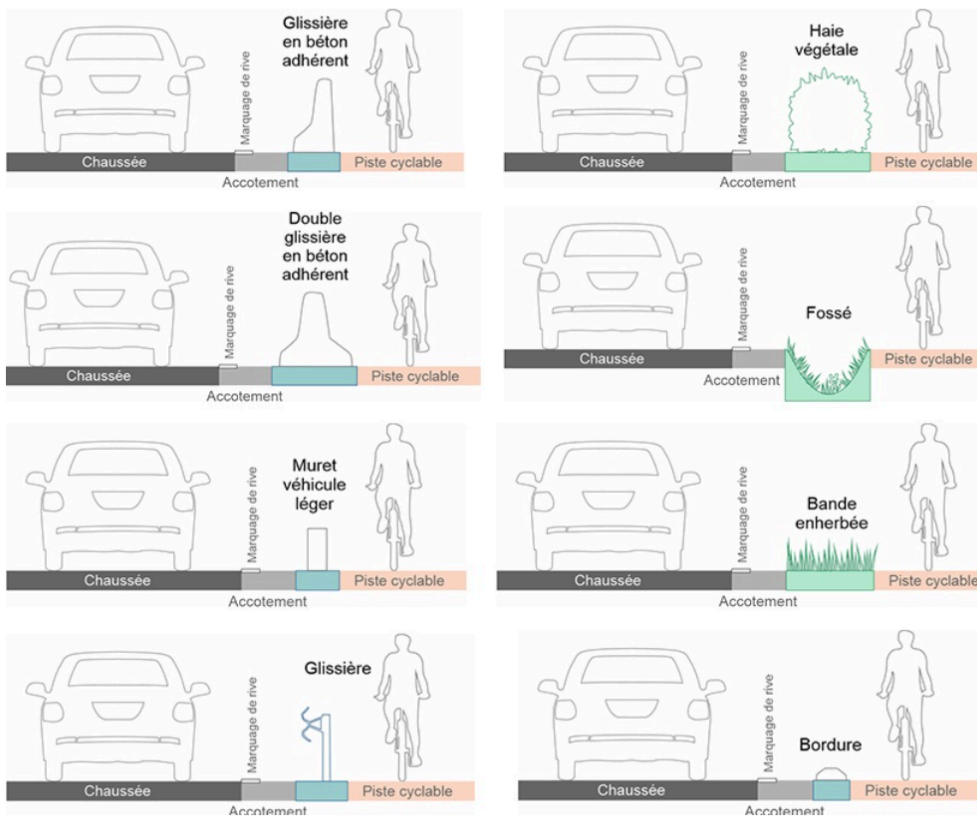 Glissière
en béton
adhérent
Marquage de rive
Chaussée
Piste cyclable
Accotement
Haie
végétale
Marquage de rive
Chaussée
Piste cyclable
Accotement
Double
glissière
en béton
adhérent
Marquage de rive
Chaussée
Piste cyclable
Accotement
Fossé
Marquage de rive
Chaussée
Piste cyclable
Accotement
Muret
véhicule
léger
Marquage de rive
Chaussée
Piste cyclable
Accotement
Bande
enherbée
Marquage de rive
Chaussée
Piste cyclable
Accotement
Glissière
Marquage de rive
Chaussée
Piste cyclable
Accotement
Bordure
Marquage de rive
Chaussée
Piste cyclable
Accotement